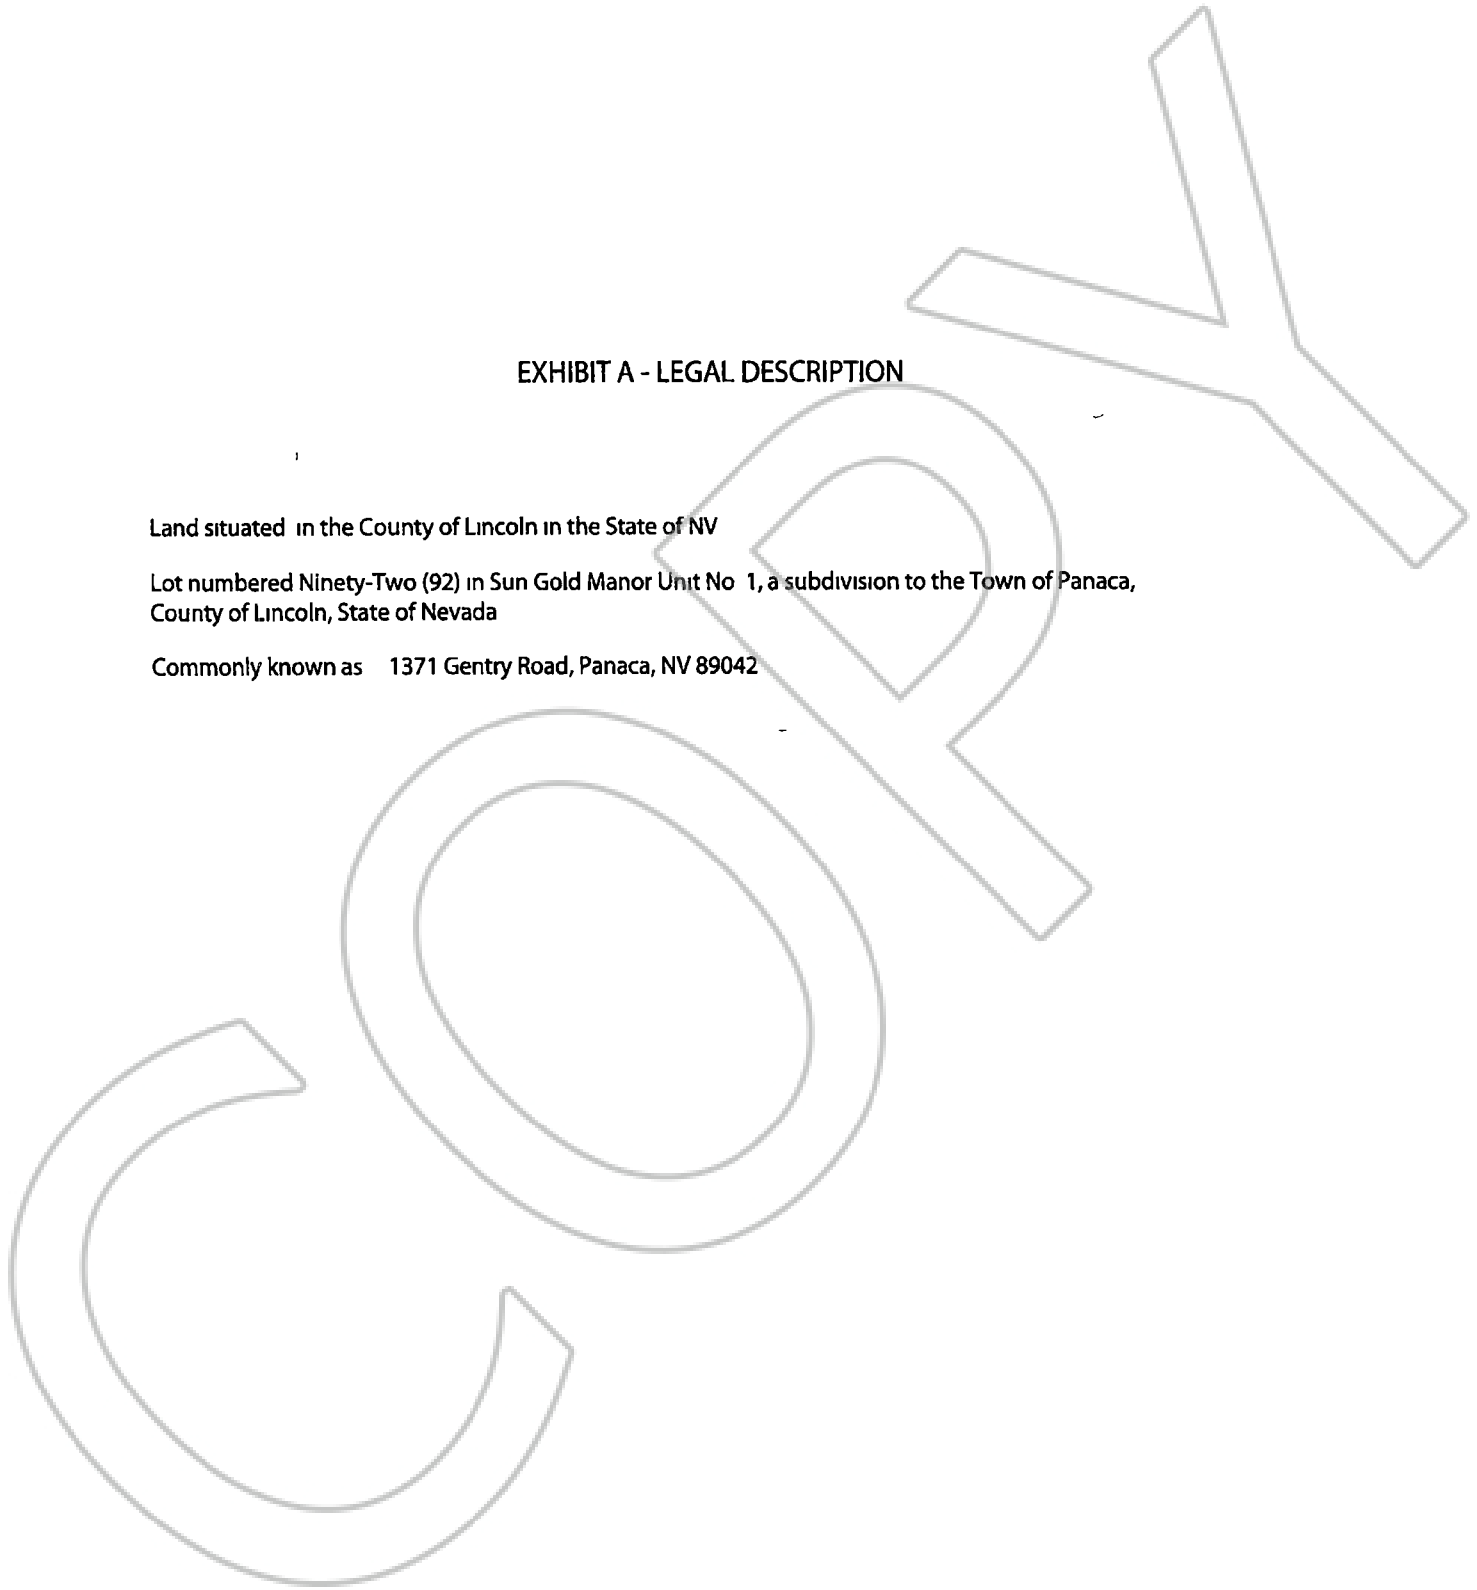 EXHIBIT A - LEGAL DESCRIPTION
Land situated in the County of Lincoln in the State of NV
Lot numbered Ninety-Two (92) in Sun Gold Manor Unit No 1, a subdivision to the Town of Panaca,
County of Lincoln, State of Nevada
Commonly known as 1371 Gentry Road, Panaca, NV 89042
COPY